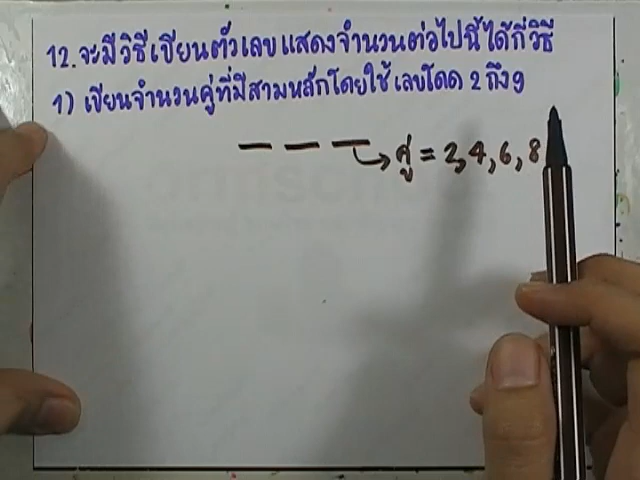 12. จะมีวิธีเขียนตัวเลขแสดงจำนวนต่อไปนี้ได้กี่วิธี
1) เขียนจำนวนคู่ที่มีสามหลักโดยใช้เลขโดด 2 ถึง 9
คู่ = 2, 4, 6, 8